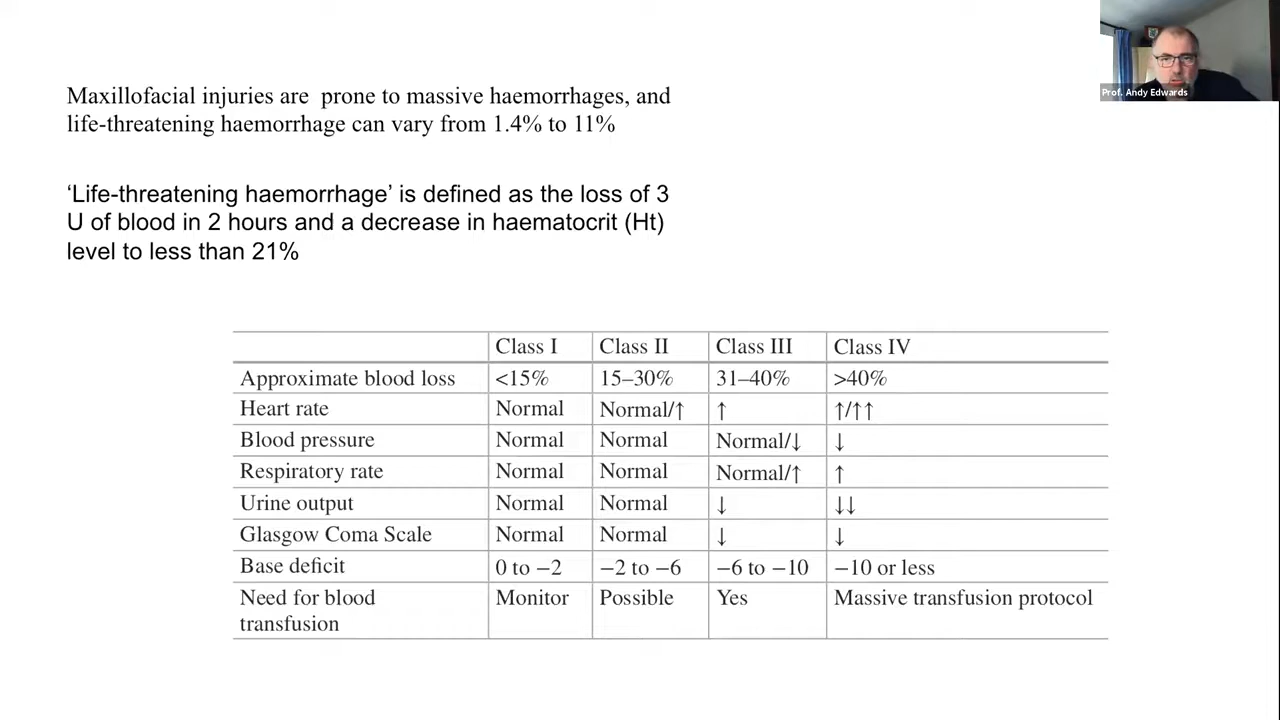 Maxillofacial injuries are  prone to massive haemorrhages, and
life-threatening haemorrhage can vary from 1.4% to 11%
‘Life-threatening haemorrhage’ is defined as the loss of 3
U of blood in 2 hours and a decrease in haematocrit (Ht)
level to less than 21%
Prof. Andy Edwards
Class I Class II Class III Class IV
Approximate blood loss <15% 15–30% 31–40% >40%
Heart rate Normal Normal/↑ ↑ ↑/↑↑
Blood pressure Normal Normal Normal/↓ ↓
Respiratory rate Normal Normal Normal/↑ ↑
Urine output Normal Normal ↓ ↓↓
Glasgow Coma Scale Normal Normal ↓ ↓
Base deficit 0 to −2 −2 to −6 −6 to −10 −10 or less
Need for blood Monitor Possible Yes Massive transfusion protocol
transfusion